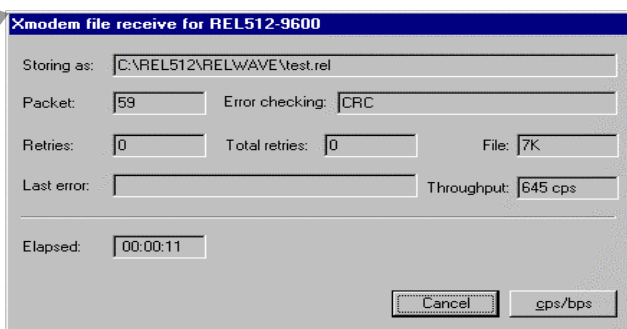 Xmodem file receive for REL512-9600
Storing as: C:\REL512\RELWAVE\test.rel
Packet: 59 Error checking: CRC
Retries: 0 Total retries: 0 File: 7K
Last error: Throughput: 645 cps
Elapsed: 00:00:11
Cancel cps/bps